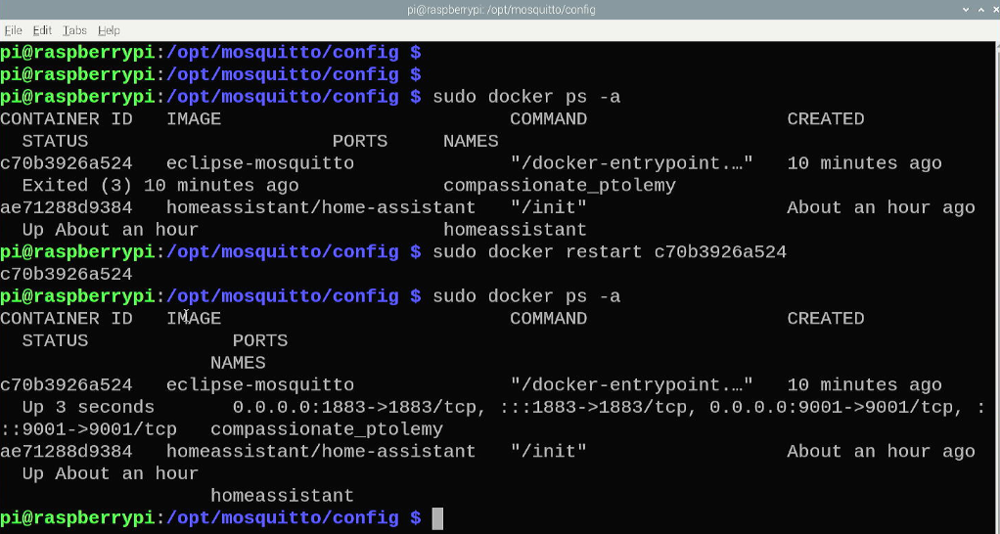 pi@raspberrypi: /opt/mosquitto/config
File Edit Tabs Help
pi@raspberrypi:/opt/mosquitto/config $
pi@raspberrypi:/opt/mosquitto/config $
pi@raspberrypi:/opt/mosquitto/config $ sudo docker ps -a
CONTAINER ID   IMAGE                          COMMAND                  CREATED
  STATUS                      PORTS     NAMES
c70b3926a524   eclipse-mosquitto              "/docker-entrypoint.…"   10 minutes ago
  Exited (3) 10 minutes ago             compassionate_ptolemy
ae71288d9384   homeassistant/home-assistant   "/init"                  About an hour ago
  Up About an hour                      homeassistant
pi@raspberrypi:/opt/mosquitto/config $ sudo docker restart c70b3926a524
c70b3926a524
pi@raspberrypi:/opt/mosquitto/config $ sudo docker ps -a
CONTAINER ID   IMAGE                          COMMAND                  CREATED
  STATUS             PORTS
                   NAMES
c70b3926a524   eclipse-mosquitto              "/docker-entrypoint.…"   10 minutes ago
  Up 3 seconds       0.0.0.0:1883->1883/tcp, :::1883->1883/tcp, 0.0.0.0:9001->9001/tcp, :
::9001->9001/tcp   compassionate_ptolemy
ae71288d9384   homeassistant/home-assistant   "/init"                  About an hour ago
  Up About an hour
                   homeassistant
pi@raspberrypi:/opt/mosquitto/config $